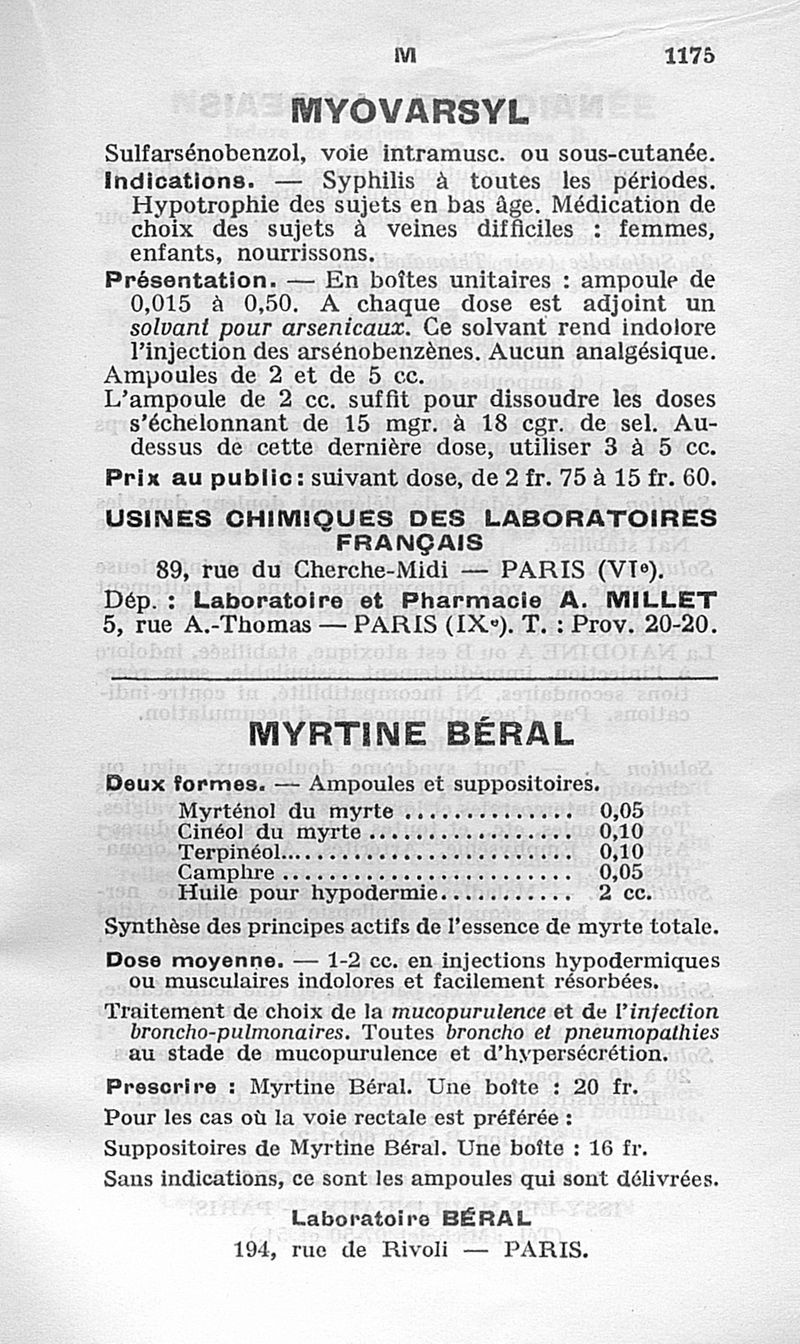 M 1175
MYOVARSYL
Sulfarsénobenzol, voie intramusc. ou sous-cutanée.
Indications. — Syphilis à toutes les périodes.
Hypotrophie des sujets en bas âge. Médication de
choix des sujets à veines difficiles : femmes,
enfants, nourrissons.
Présentation. — En boîtes unitaires : ampoule de
0,015 à 0,50. A chaque dose est adjoint un
solvant pour arsenicaux. Ce solvant rend indolore
l'injection des arsénobenzènes. Aucun analgésique.
Ampoules de 2 et de 5 cc.
L'ampoule de 2 cc. suffit pour dissoudre les doses
s'échelonnant de 15 mgr. à 18 cgr. de sel. Au-
dessus de cette dernière dose, utiliser 3 à 5 cc.
Prix au public : suivant dose, de 2 fr. 75 à 15 fr. 60.
USINES CHIMIQUES DES LABORATOIRES
FRANÇAIS
89, rue du Cherche-Midi — PARIS (VIe).
Dép. : Laboratoire et Pharmacie A. MILLET
5, rue A.-Thomas — PARIS (IXe). T. : Prov. 20-20.
MYRTINE BÉRAL
Deux formes. — Ampoules et suppositoires.
Myrténol du myrte .............. 0,05
Cinéol du myrte ................. 0,10
Terpinéol........................ 0,10
Camphre ........................ 0,05
Huile pour hypodermie........... 2 cc.
Synthèse des principes actifs de l'essence de myrte totale.
Dose moyenne. — 1-2 cc. en injections hypodermiques
ou musculaires indolores et facilement résorbées.
Traitement de choix de la mucopurulence et de l'infection
broncho-pulmonaires. Toutes broncho et pneumopathies
au stade de mucopurulence et d'hypersécrétion.
Prescrire : Myrtine Béral. Une boîte : 20 fr.
Pour les cas où la voie rectale est préférée :
Suppositoires de Myrtine Béral. Une boîte : 16 fr.
Sans indications, ce sont les ampoules qui sont délivrées.
Laboratoire BÉRAL
194, rue de Rivoli — PARIS.